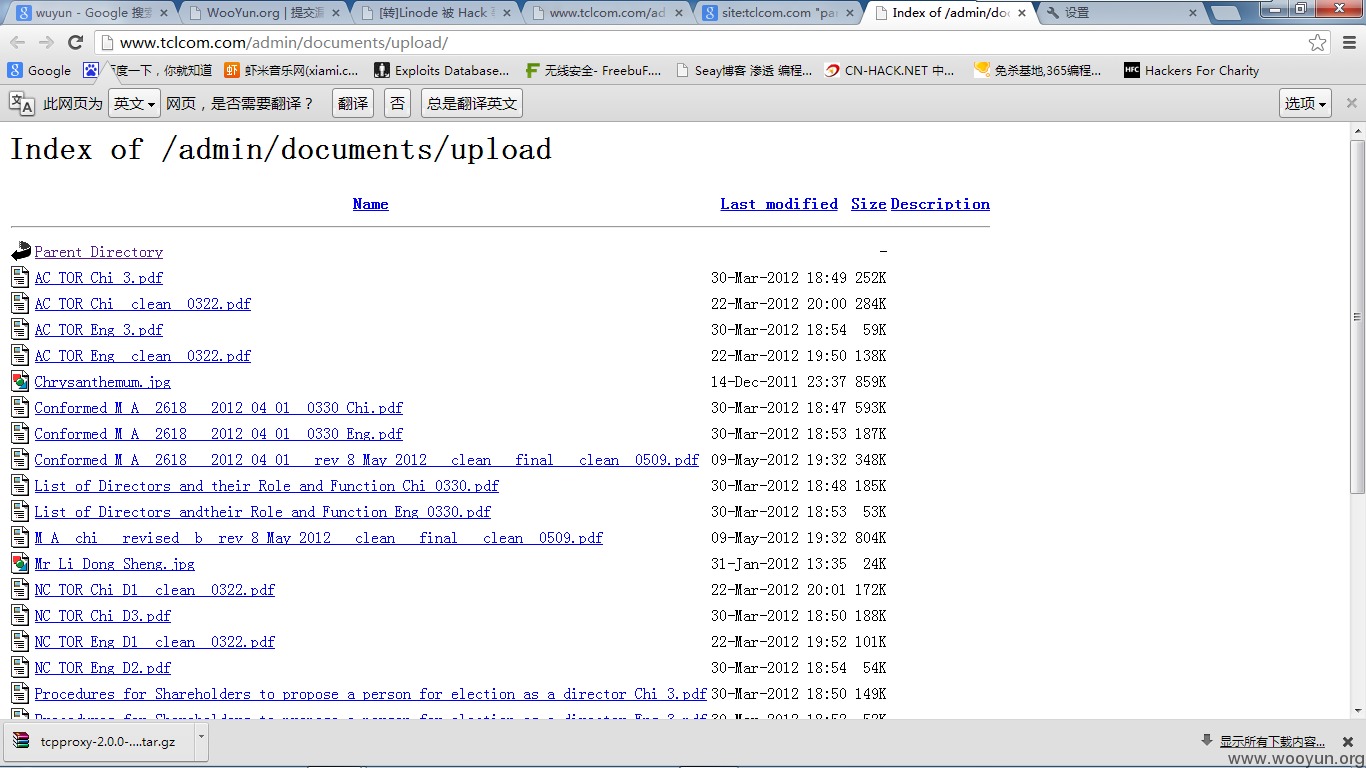 wuyun - Google 搜索
WooYun.org | 提交漏
[转]Linode 被 Hack
www.tclcom.com/ad
site:tclcom.com "pa
Index of /admin/doc
设置
www.tclcom.com/admin/documents/upload/
Google
百度一下，你就知道
虾米音乐网(xiami.c...
Exploits Database...
无线安全- FreebuF....
Seay博客 渗透 编程...
CN-HACK.NET 中...
免杀基地,365编程...
Hackers For Charity
此网页为 英文 网页，是否需要翻译？ 翻译 否 总是翻译英文 选项
Index of /admin/documents/upload
Name Last modified Size Description
Parent Directory -
AC TOR Chi 3.pdf 30-Mar-2012 18:49 252K
AC TOR Chi  clean  0322.pdf 22-Mar-2012 20:00 284K
AC TOR Eng 3.pdf 30-Mar-2012 18:54 59K
AC TOR Eng  clean  0322.pdf 22-Mar-2012 19:50 138K
Chrysanthemum.jpg 14-Dec-2011 23:37 859K
Conformed M A  2618   2012 04 01  0330 Chi.pdf 30-Mar-2012 18:47 593K
Conformed M A  2618   2012 04 01  0330 Eng.pdf 30-Mar-2012 18:53 187K
Conformed M A  2618   2012 04 01   rev 8 May 2012   clean   final   clean  0509.pdf 09-May-2012 19:32 348K
List of Directors and their Role and Function Chi 0330.pdf 30-Mar-2012 18:48 185K
List of Directors andtheir Role and Function Eng 0330.pdf 30-Mar-2012 18:53 53K
M A  chi   revised  b  rev 8 May 2012   clean   final   clean  0509.pdf 09-May-2012 19:32 804K
Mr Li Dong Sheng.jpg 31-Jan-2012 13:35 24K
NC TOR Chi D1  clean  0322.pdf 22-Mar-2012 20:01 172K
NC TOR Chi D3.pdf 30-Mar-2012 18:50 188K
NC TOR Eng D1  clean  0322.pdf 22-Mar-2012 19:52 101K
NC TOR Eng D2.pdf 30-Mar-2012 18:54 54K
Procedures for Shareholders to propose a person for election as a director Chi 3.pdf 30-Mar-2012 18:50 149K
Procedures for Shareholders to propose a person for election as a director Eng 3.pdf 30-Mar-2012
tcpproxy-2.0.0-....tar.gz
显示所有下载内容...
www.wooyun.org